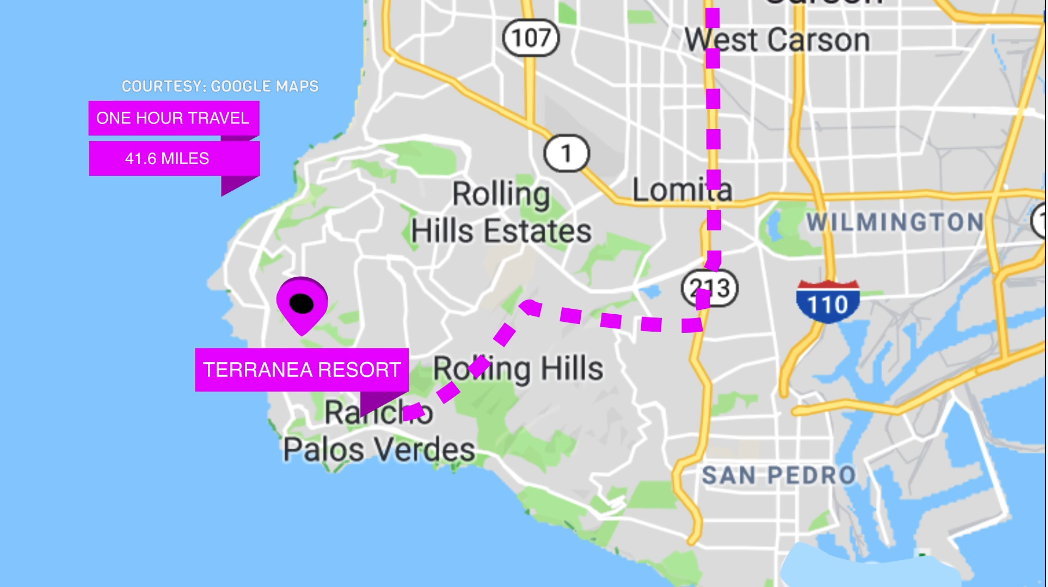 Carson
West Carson
107
COURTESY: GOOGLE MAPS
ONE HOUR TRAVEL
41.6 MILES
1
Rolling
Hills Estates
Lomita
WILMINGTON
213
110
TERRANEA RESORT
Rolling Hills
Rancho
Palos Verdes
SAN PEDRO